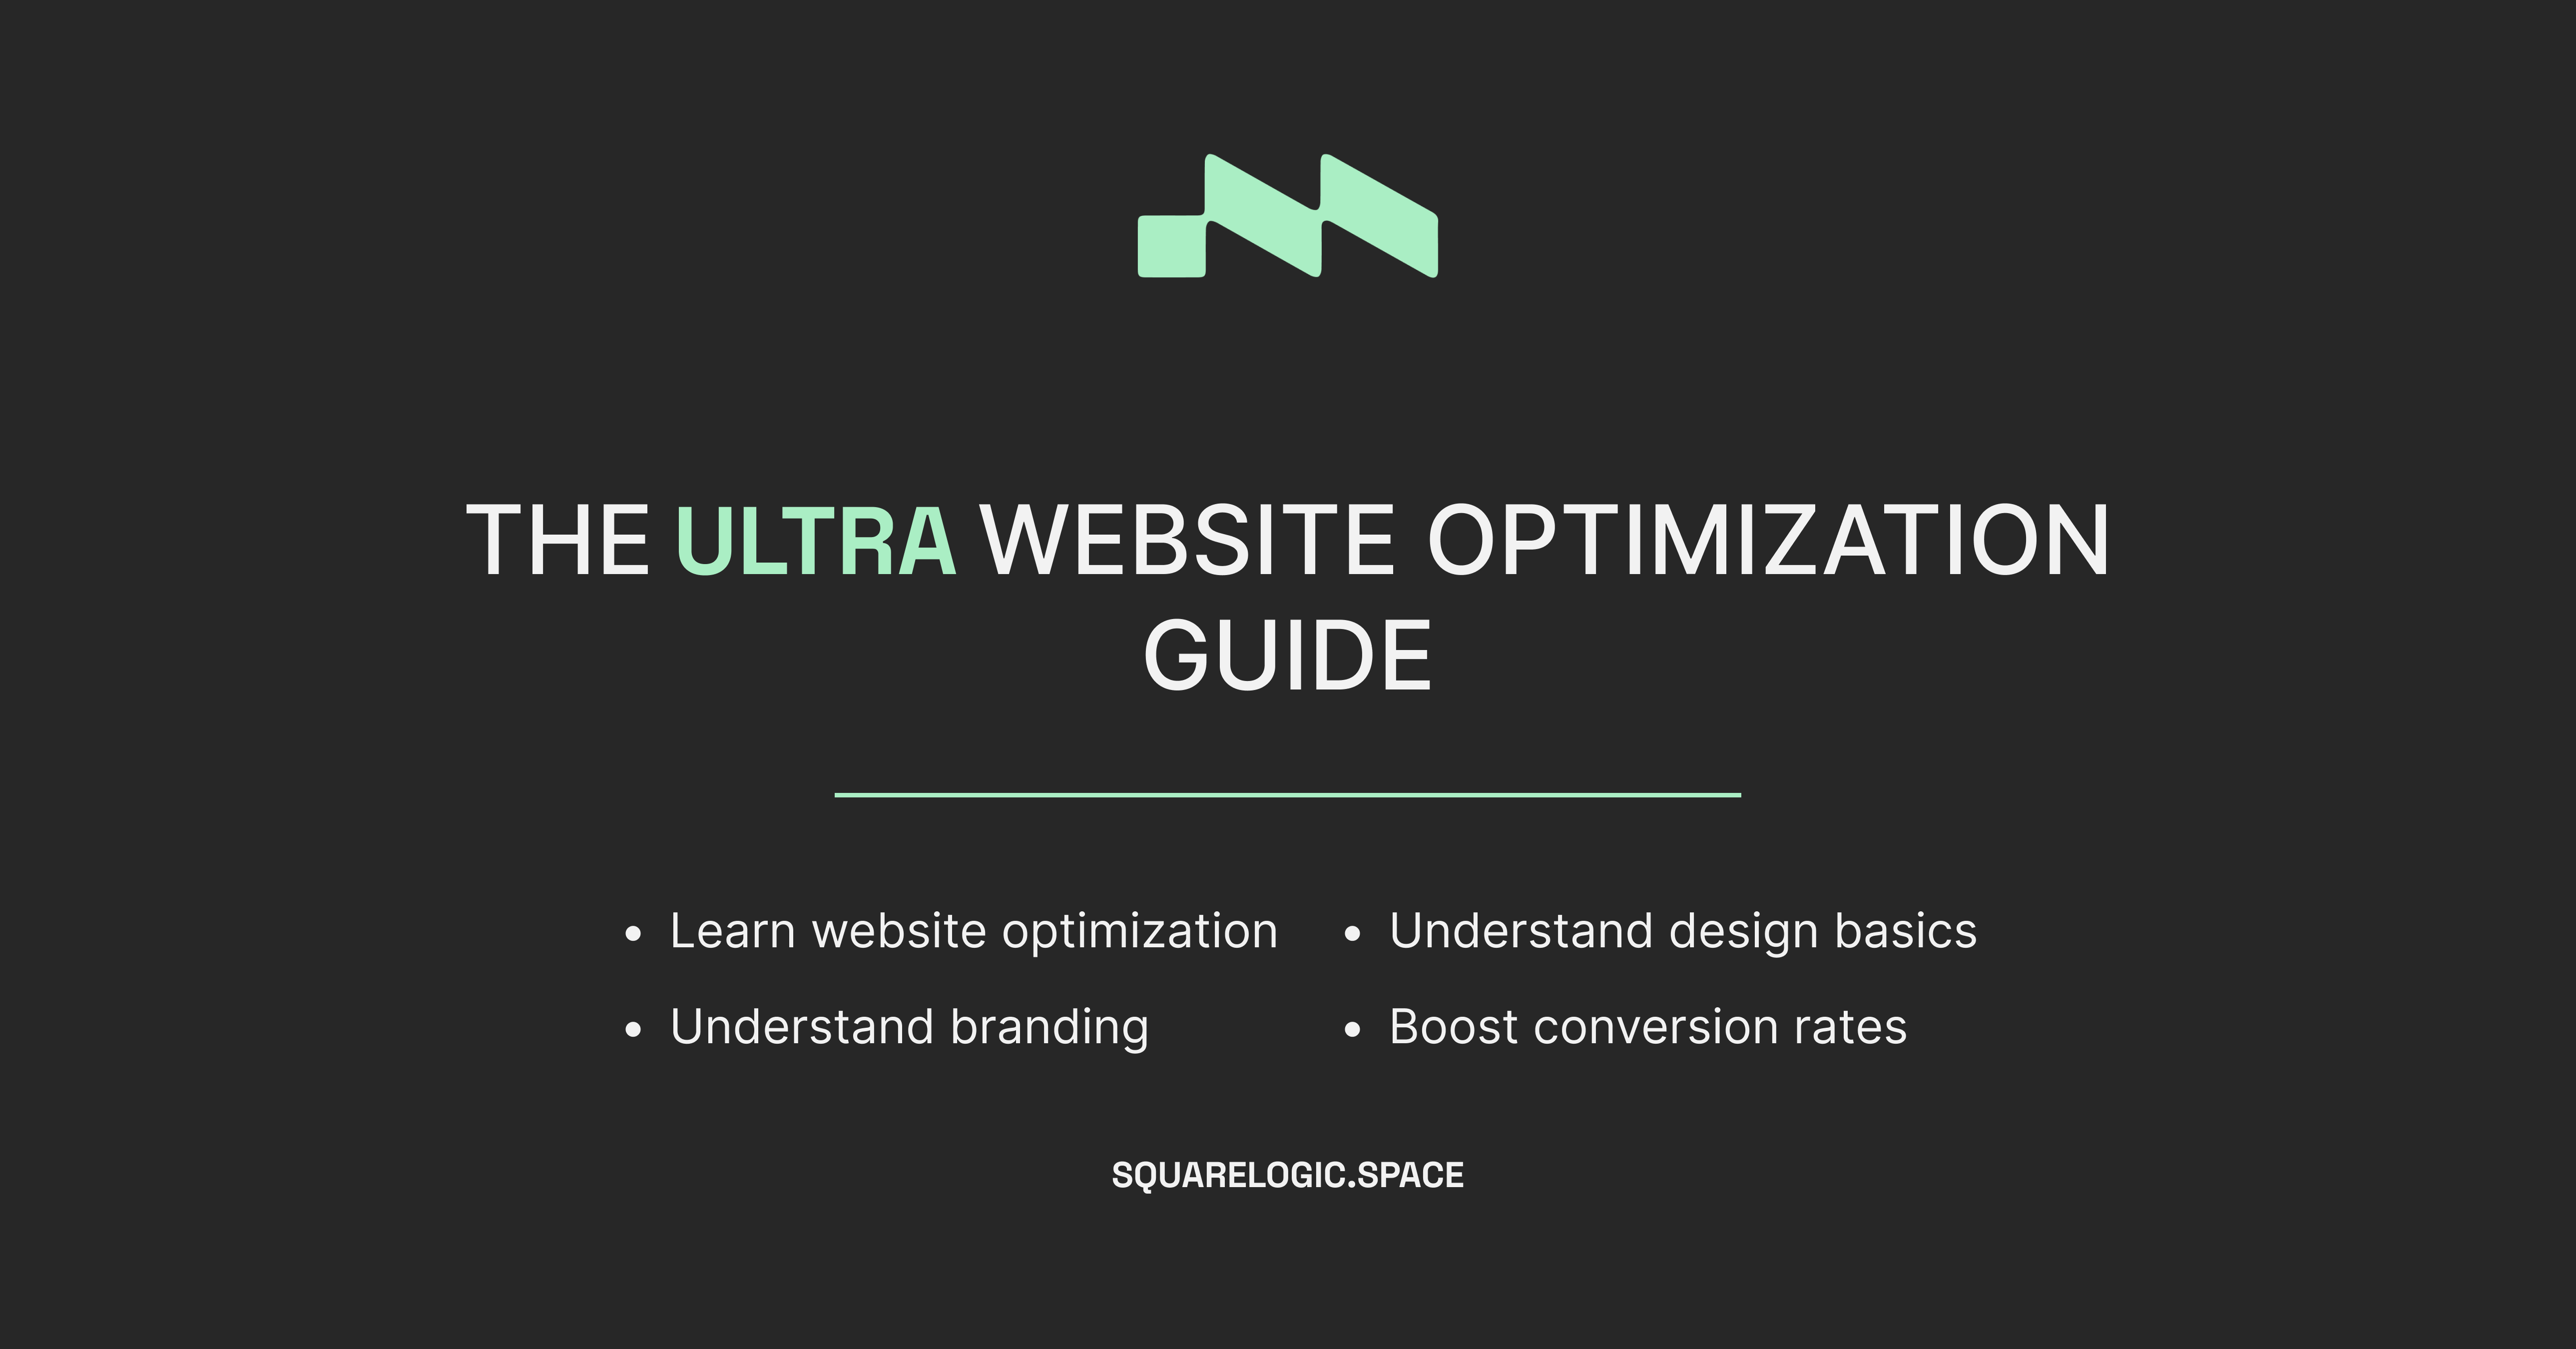 THE ULTRA WEBSITE OPTIMIZATION
GUIDE
• Learn website optimization
• Understand branding
• Understand design basics
• Boost conversion rates
SQUARELOGIC.SPACE